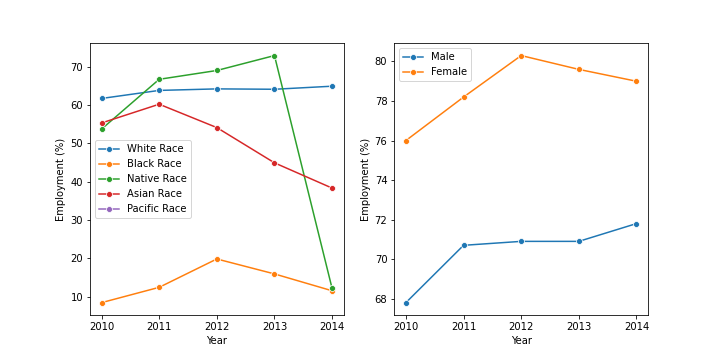 70
60
50
40
30
20
10
Employment (%)
White Race
Black Race
Native Race
Asian Race
Pacific Race
2010 2011 2012 2013 2014
Year
80
78
76
74
72
70
68
Employment (%)
Male
Female
2010 2011 2012 2013 2014
Year